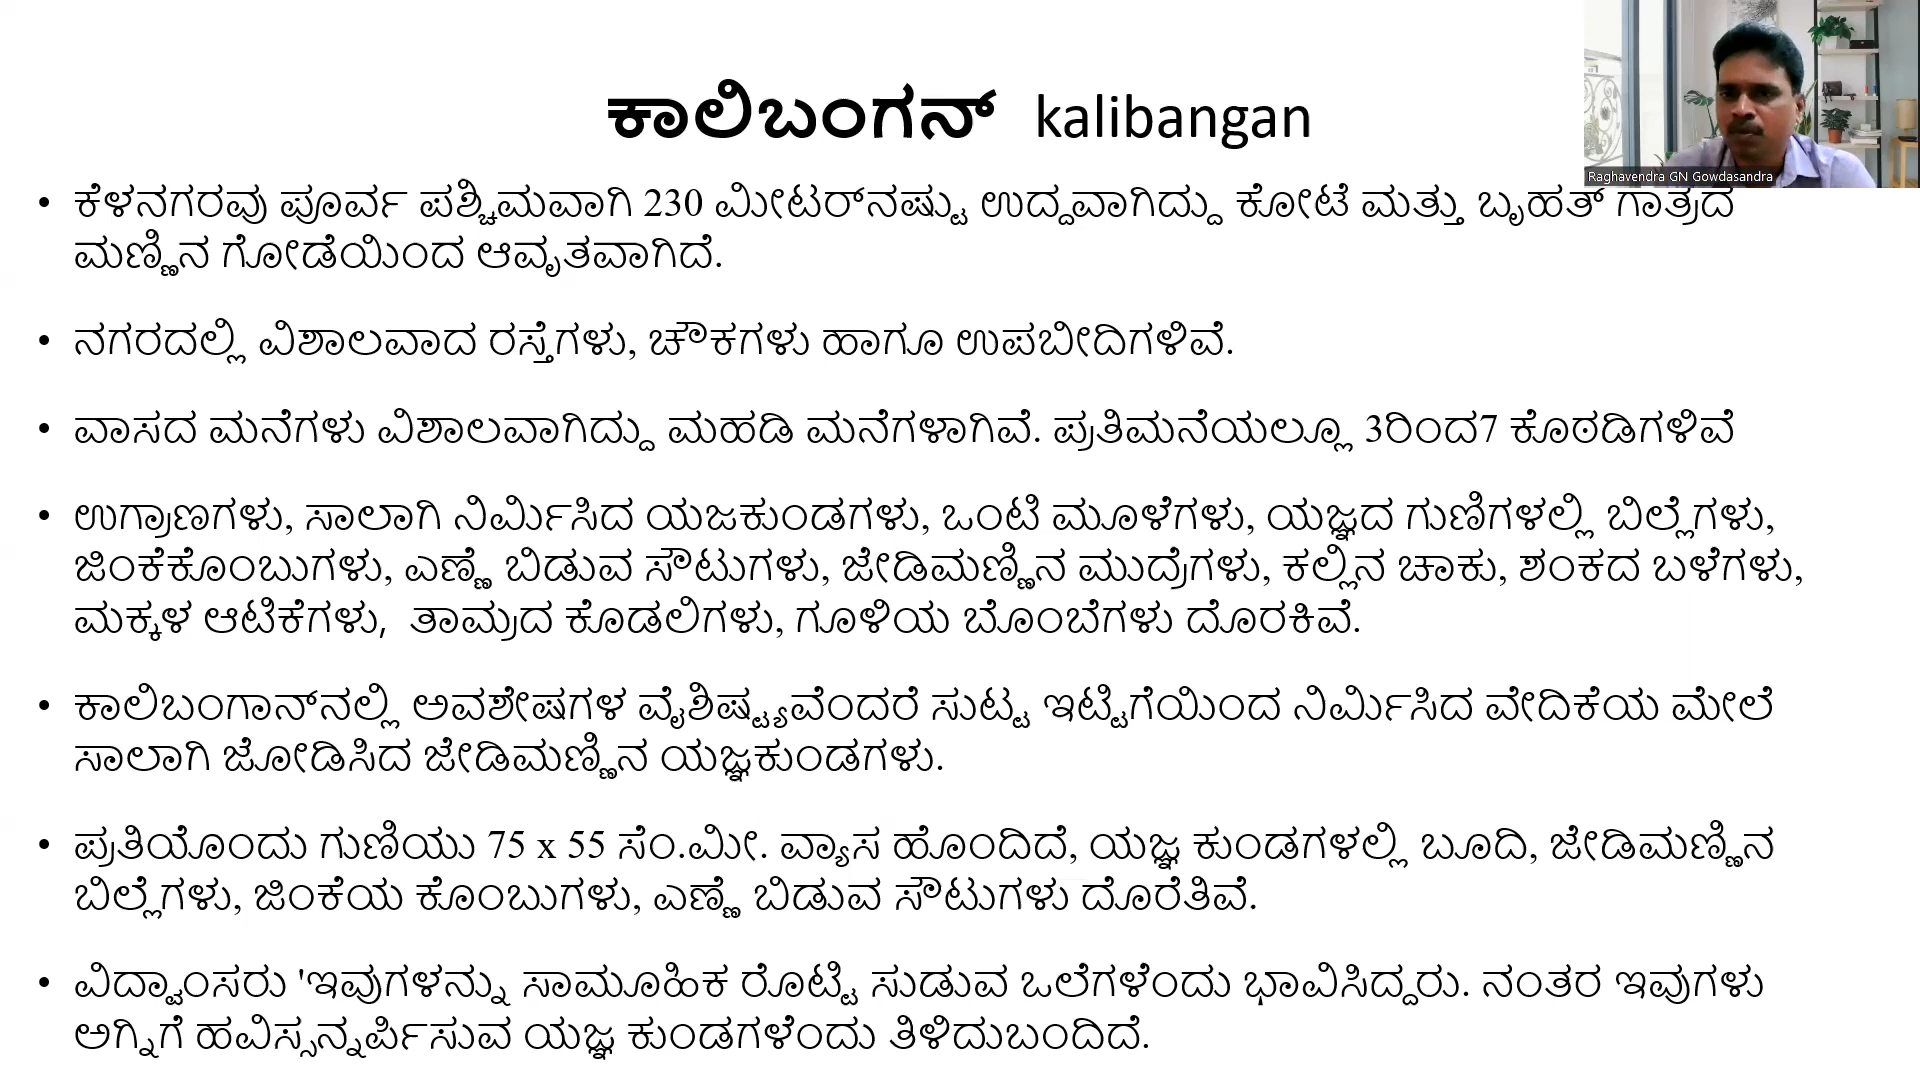 ಕಾಲಿಬಂಗನ್ kalibangan
Raghavendra GN Gowdasandra
• ಕೆಳನಗರವು ಪೂರ್ವ ಪಶ್ಚಿಮವಾಗಿ 230 ಮೀಟರ್‌ನಷ್ಟು ಉದ್ದವಾಗಿದ್ದು ಕೋಟೆ ಮತ್ತು ಬೃಹತ್ ಗಾತ್ರದ
ಮಣ್ಣಿನ ಗೋಡೆಯಿಂದ ಆವೃತವಾಗಿದೆ.
• ನಗರದಲ್ಲಿ ವಿಶಾಲವಾದ ರಸ್ತೆಗಳು, ಚೌಕಗಳು ಹಾಗೂ ಉಪಬೀದಿಗಳಿವೆ.
• ವಾಸದ ಮನೆಗಳು ವಿಶಾಲವಾಗಿದ್ದು ಮಹಡಿ ಮನೆಗಳಾಗಿವೆ. ಪ್ರತಿಮನೆಯಲ್ಲೂ 3ರಿಂದ7 ಕೊಠಡಿಗಳಿವೆ
• ಉಗ್ರಾಣಗಳು, ಸಾಲಾಗಿ ನಿರ್ಮಿಸಿದ ಯಜಕುಂಡಗಳು, ಒಂಟಿ ಮೂಳೆಗಳು, ಯಜ್ಞದ ಗುಣಿಗಳಲ್ಲಿ ಬಿಲ್ಲೆಗಳು,
ಜಿಂಕೆಕೊಂಬುಗಳು, ಎಣ್ಣೆ ಬಿಡುವ ಸೌಟುಗಳು, ಜೇಡಿಮಣ್ಣಿನ ಮುದ್ರೆಗಳು, ಕಲ್ಲಿನ ಚಾಕು, ಶಂಕದ ಬಳೆಗಳು,
ಮಕ್ಕಳ ಆಟಿಕೆಗಳು, ತಾಮ್ರದ ಕೊಡಲಿಗಳು, ಗೂಳಿಯ ಬೊಂಬೆಗಳು ದೊರಕಿವೆ.
• ಕಾಲಿಬಂಗಾನ್‌ನಲ್ಲಿ ಅವಶೇಷಗಳ ವೈಶಿಷ್ಟ್ಯವೆಂದರೆ ಸುಟ್ಟ ಇಟ್ಟಿಗೆಯಿಂದ ನಿರ್ಮಿಸಿದ ವೇದಿಕೆಯ ಮೇಲೆ
ಸಾಲಾಗಿ ಜೋಡಿಸಿದ ಜೇಡಿಮಣ್ಣಿನ ಯಜ್ಞಕುಂಡಗಳು.
• ಪ್ರತಿಯೊಂದು ಗುಣಿಯು 75 x 55 ಸೆಂ.ಮೀ. ವ್ಯಾಸ ಹೊಂದಿದೆ, ಯಜ್ಞ ಕುಂಡಗಳಲ್ಲಿ ಬೂದಿ, ಜೇಡಿಮಣ್ಣಿನ
ಬಿಲ್ಲೆಗಳು, ಜಿಂಕೆಯ ಕೊಂಬುಗಳು, ಎಣ್ಣೆ ಬಿಡುವ ಸೌಟುಗಳು ದೊರೆತಿವೆ.
• ವಿದ್ವಾಂಸರು 'ಇವುಗಳನ್ನು ಸಾಮೂಹಿಕ ರೊಟ್ಟಿ ಸುಡುವ ಒಲೆಗಳೆಂದು ಭಾವಿಸಿದ್ದರು. ನಂತರ ಇವುಗಳು
ಅಗ್ನಿಗೆ ಹವಿಸ್ಸನ್ನರ್ಪಿಸುವ ಯಜ್ಞ ಕುಂಡಗಳೆಂದು ತಿಳಿದುಬಂದಿದೆ.